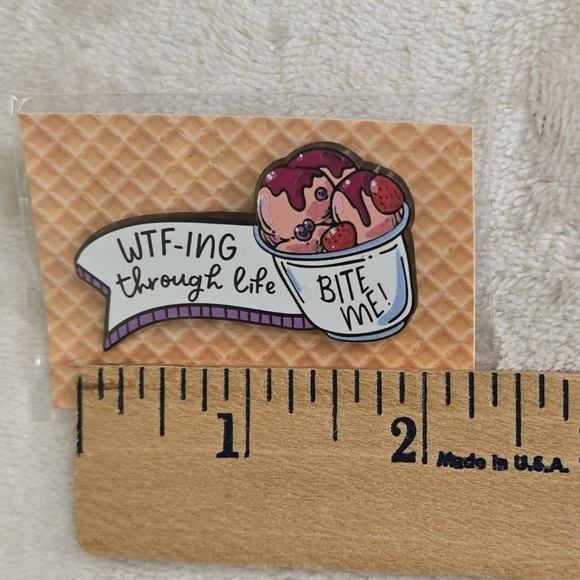 WTF-ING
through life
BITE
ME!
1
2
Made in U.S.A.